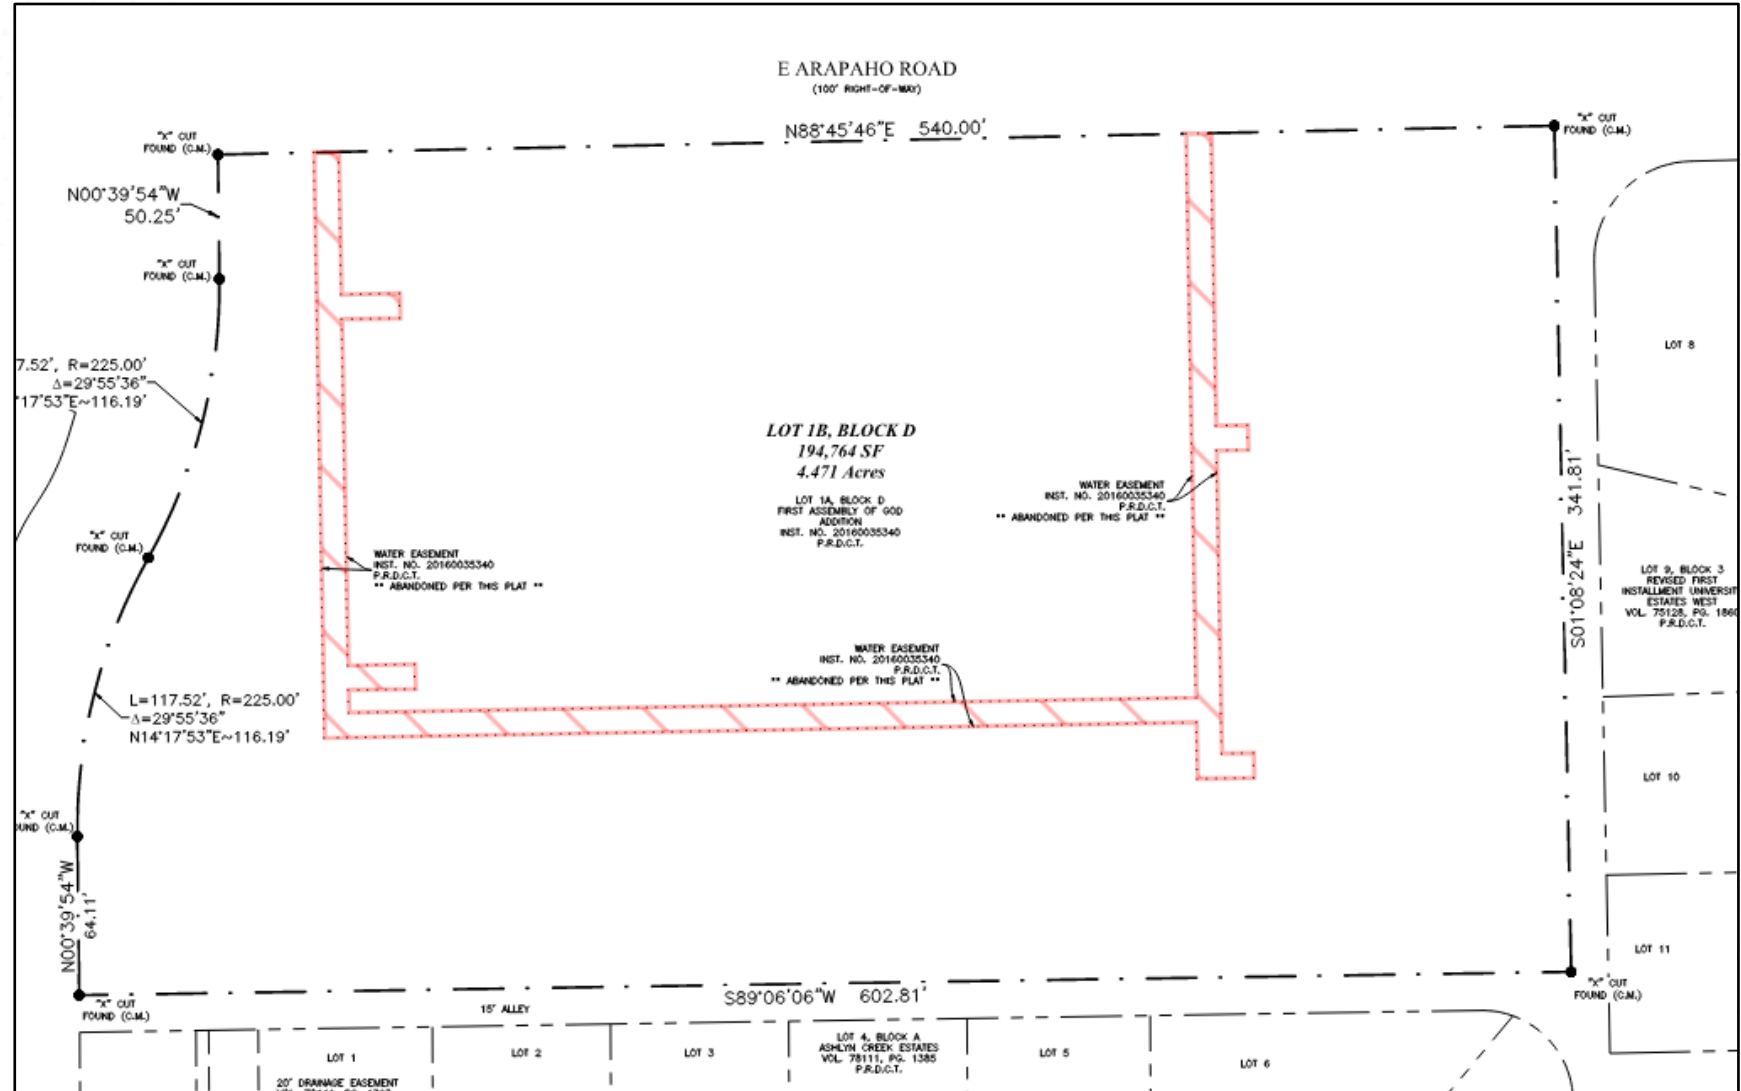 E ARAPAHO ROAD
(100' RIGHT-OF-WAY)
N88°45'46"E 540.00'
"X" CUT
FOUND (C.M.)
"X" CUT
FOUND (C.M.)
N00°39'54"W
50.25'
"X" CUT
FOUND (C.M.)
7.52', R=225.00'
Δ=29°55'36"
°17'53"E~116.19'
LOT 8
LOT 1B, BLOCK D
194,764 SF
4.471 Acres
LOT 1A, BLOCK D
FIRST ASSEMBLY OF GOD
ADDITION
INST. NO. 20160035340
P.R.D.C.T.
WATER EASEMENT
INST. NO. 20160035340
P.R.D.C.T.
** ABANDONED PER THIS PLAT **
S01°08'24"E 341.81'
"X" CUT
FOUND (C.M.)
WATER EASEMENT
INST. NO. 20160035340
P.R.D.C.T.
** ABANDONED PER THIS PLAT **
LOT 9, BLOCK 3
REVISED FIRST
INSTALLMENT UNIVERSIT
ESTATES WEST
VOL. 75128, PG. 186
P.R.D.C.T.
WATER EASEMENT
INST. NO. 20160035340
P.R.D.C.T.
** ABANDONED PER THIS PLAT **
L=117.52', R=225.00'
Δ=29°55'36"
N14°17'53"E~116.19'
LOT 10
"X" CUT
UND (C.M.)
N00°39'54"W
64.11'
LOT 11
"X" CUT
FOUND (C.M.)
S89°06'06"W 602.81'
"X" CUT
FOUND (C.M.)
15' ALLEY
LOT 1
LOT 2
LOT 3
LOT 4, BLOCK A
ASHLYN CREEK ESTATES
VOL. 78111, PG. 1385
P.R.D.C.T.
LOT 5
LOT 6
20' DRAINAGE EASEMENT